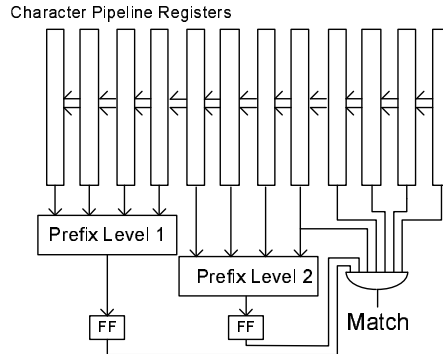 Character Pipeline Registers
Prefix Level 1
Prefix Level 2
FF
FF
Match